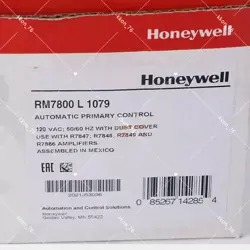 Honeywell
Honeywell
RM7800 L 1079
AUTOMATIC PRIMARY CONTROL
120 VAC; 50/60 HZ WITH DUST COVER
USE WITH R7847, R7848, R7849 AND
R7886 AMPLIFIERS
ASSEMBLED IN MEXICO
EAC
0 85267 14285 4
Automation and Control Solutions
Honeywell
Golden Valley, MN 55422